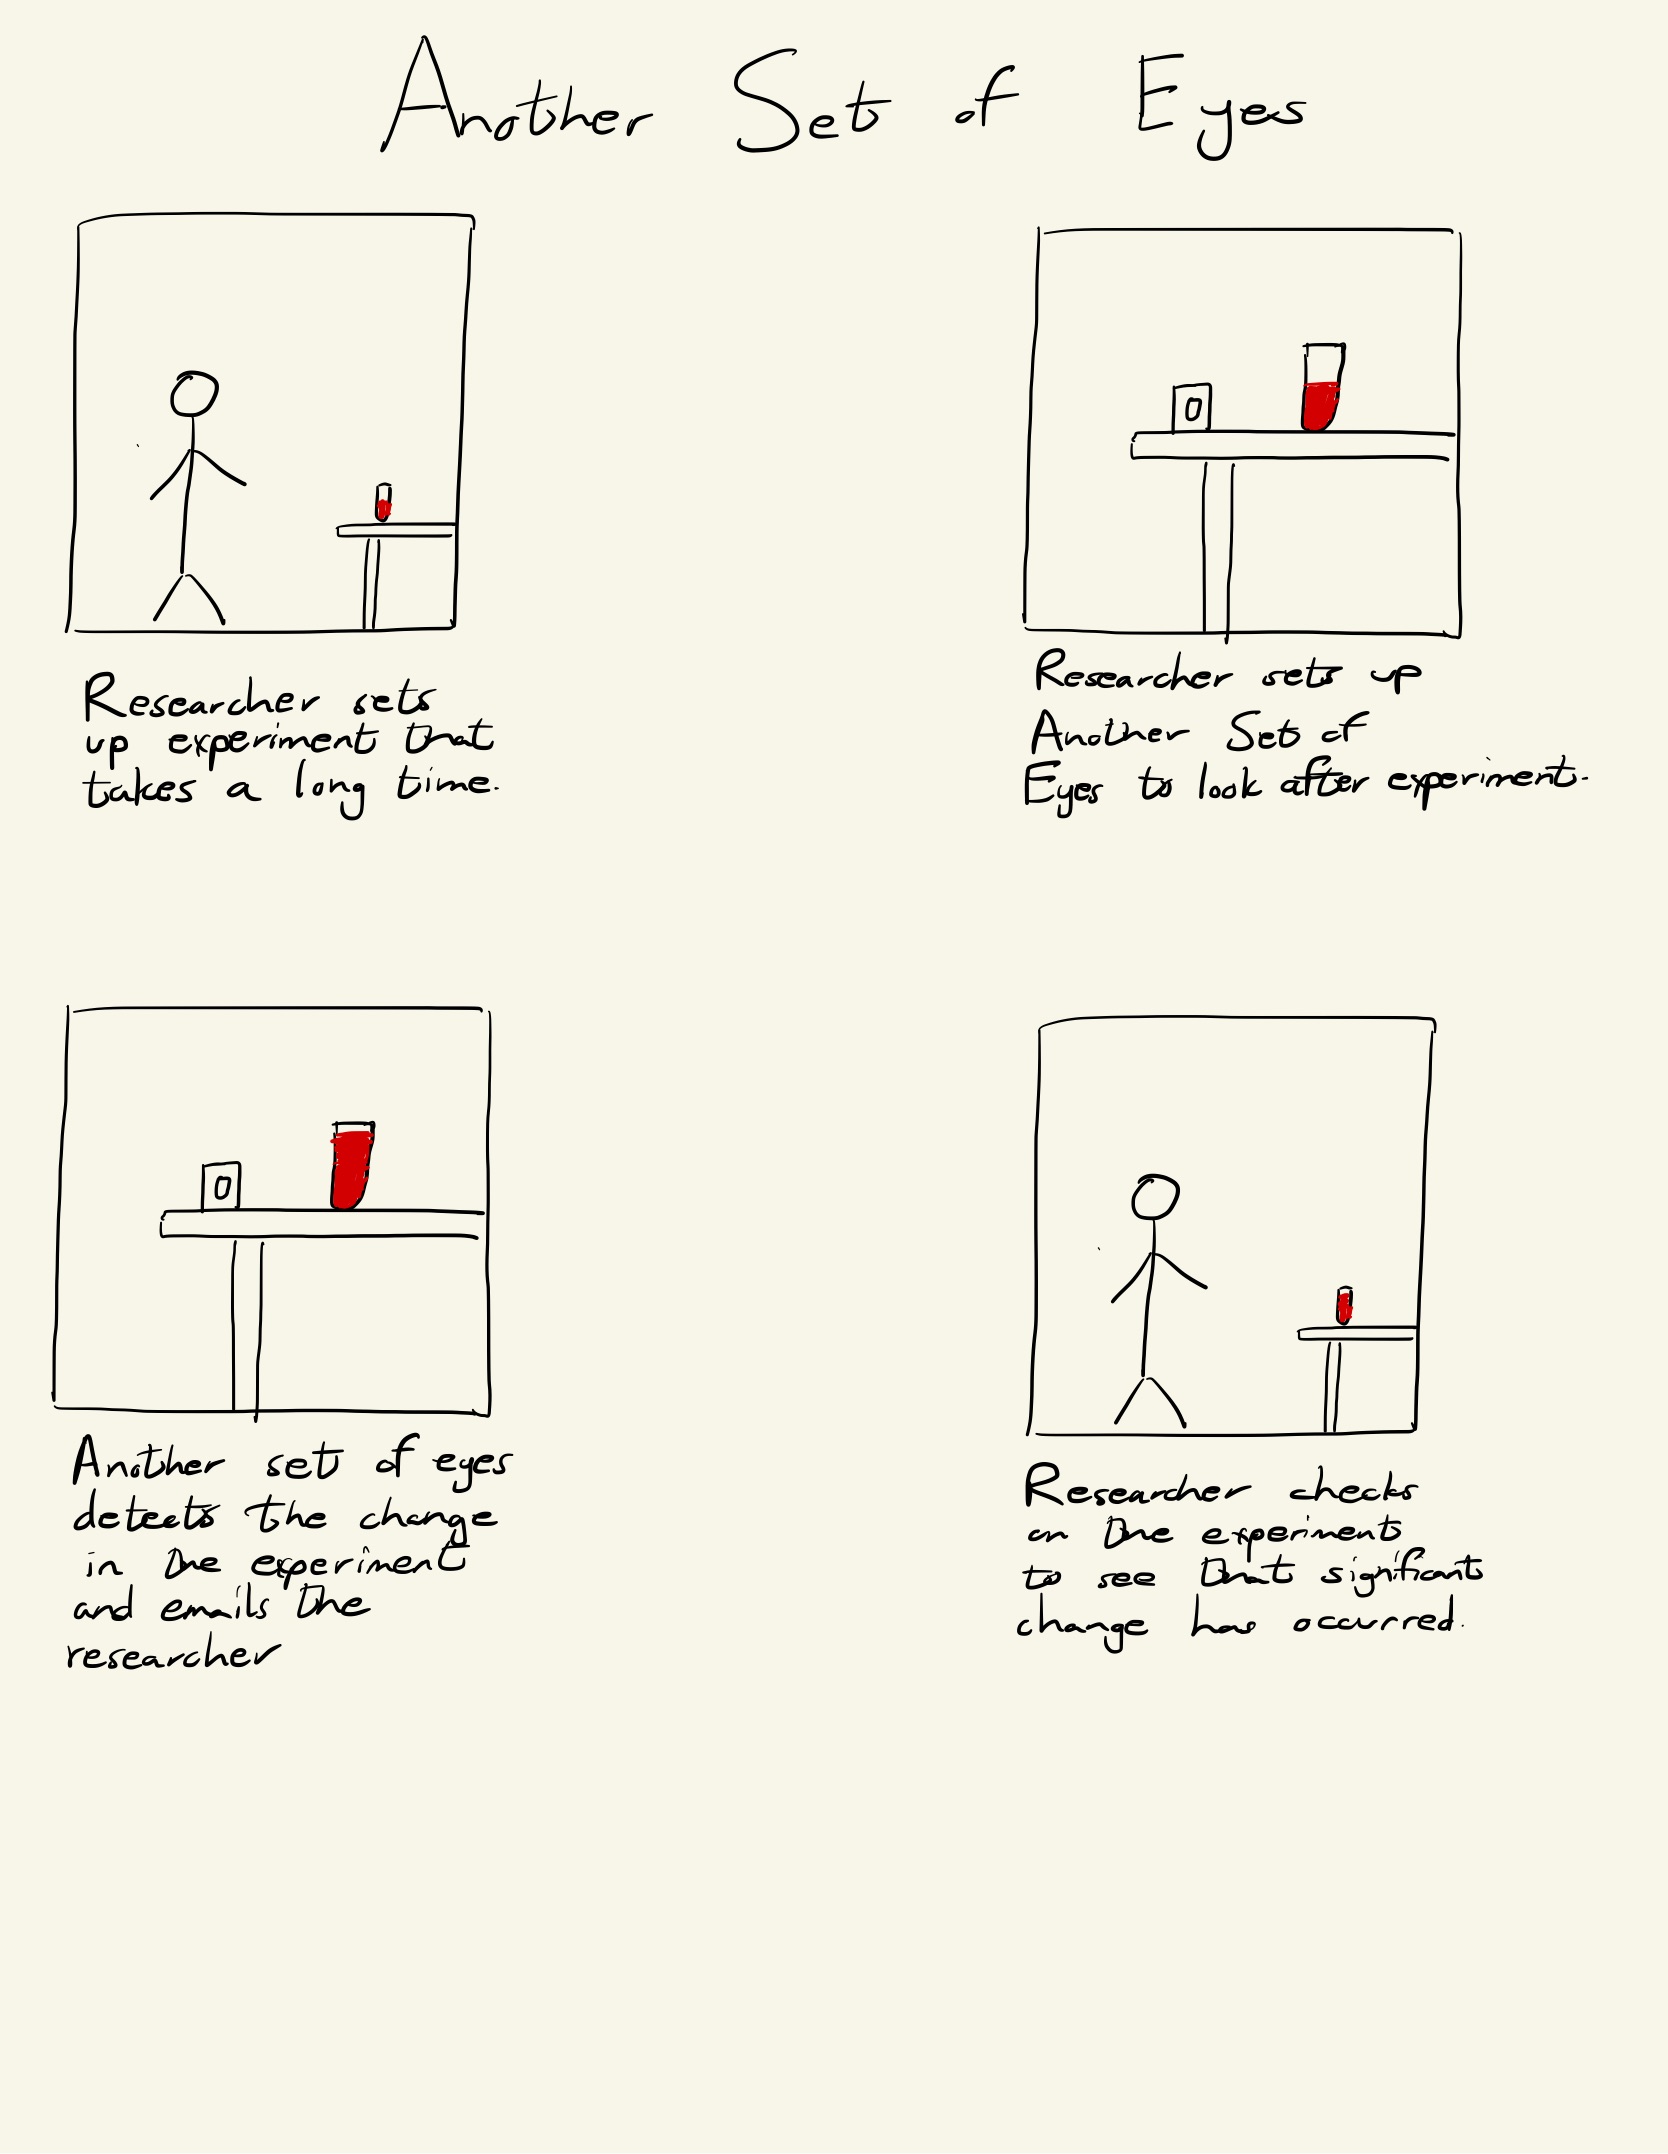 Another Set of Eyes
Researcher sets
up experiment that
takes a long time.
Researcher sets up
Another Set of
Eyes to look after experiment.
Another set of eyes
detects the change
in the experiment
and emails the
researcher
Researcher checks
on the experiment
to see that significant
change has occurred.